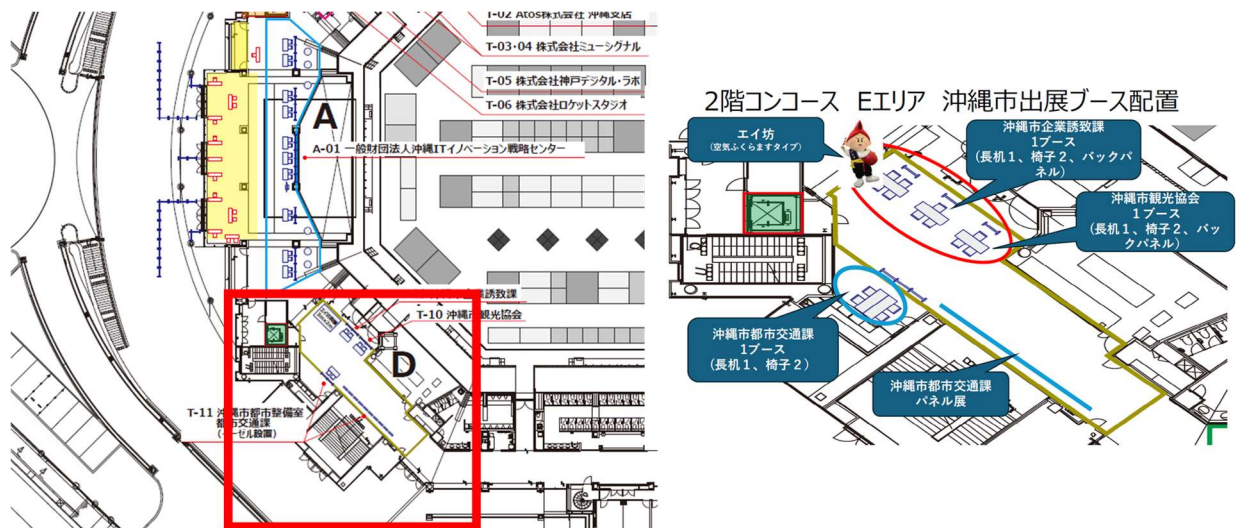 T-02 Atos株式会社 沖縄支店
T-03・04 株式会社ミューシグナル
T-05 株式会社神戸デジタル・ラボ
T-06 株式会社ロケットスタジオ
A
A-01 一般財団法人沖縄ITイノベーション戦略センター
誘致課
T-10 沖縄市観光協会
D
T-11 沖縄市都市整備室
都市交通課
(イーゼル設置)
2階コンコース Eエリア 沖縄市出展ブース配置
エイ坊
(空気ふくらますタイプ)
沖縄市企業誘致課
1ブース
(長机1、椅子2、バックパ
ネル)
沖縄市観光協会
1ブース
(長机1、椅子2、バック
パネル)
沖縄市都市交通課
1ブース
(長机1、椅子2)
沖縄市都市交通課
パネル展